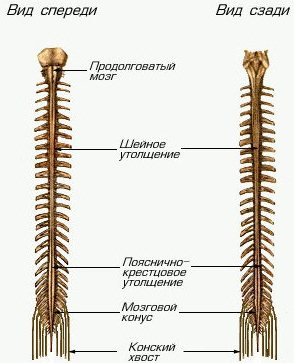 Вид спереди
Вид сзади
Продолговатый
мозг
Шейное
утолщение
Пояснично-
крестцовое
утолщение
Мозговой
конус
Конский
хвост